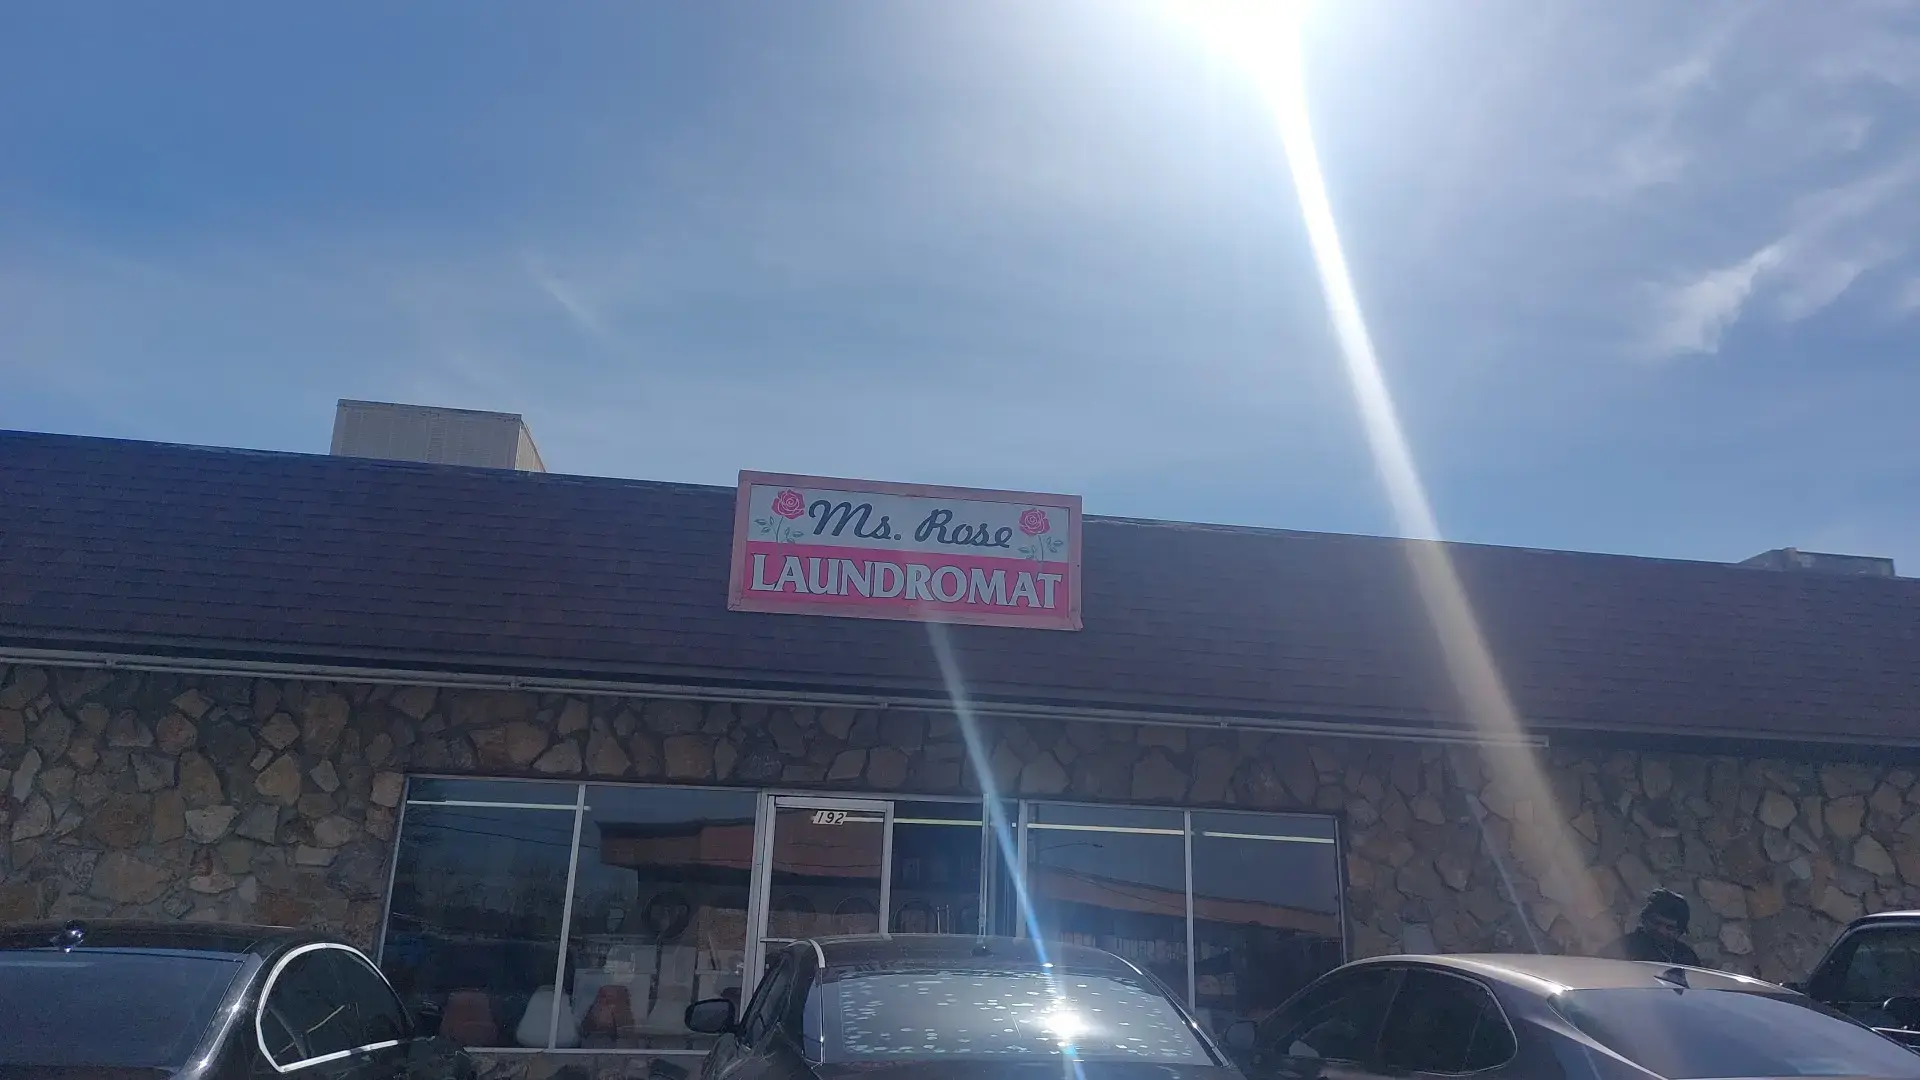 Ms. Rose
LAUNDROMAT
192